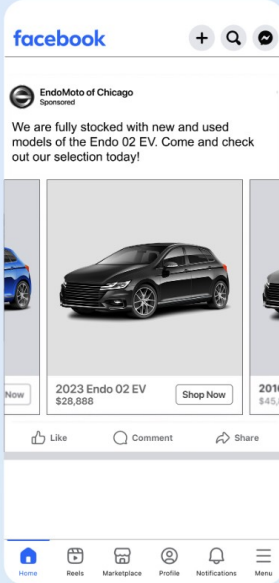 facebook
EndoMoto of Chicago
Sponsored
We are fully stocked with new and used
models of the Endo 02 EV. Come and check
out our selection today!
Now
2023 Endo 02 EV
$28,888
Shop Now
Like
Comment
Share
Home
Reels
Marketplace
Profile
Notifications
Menu